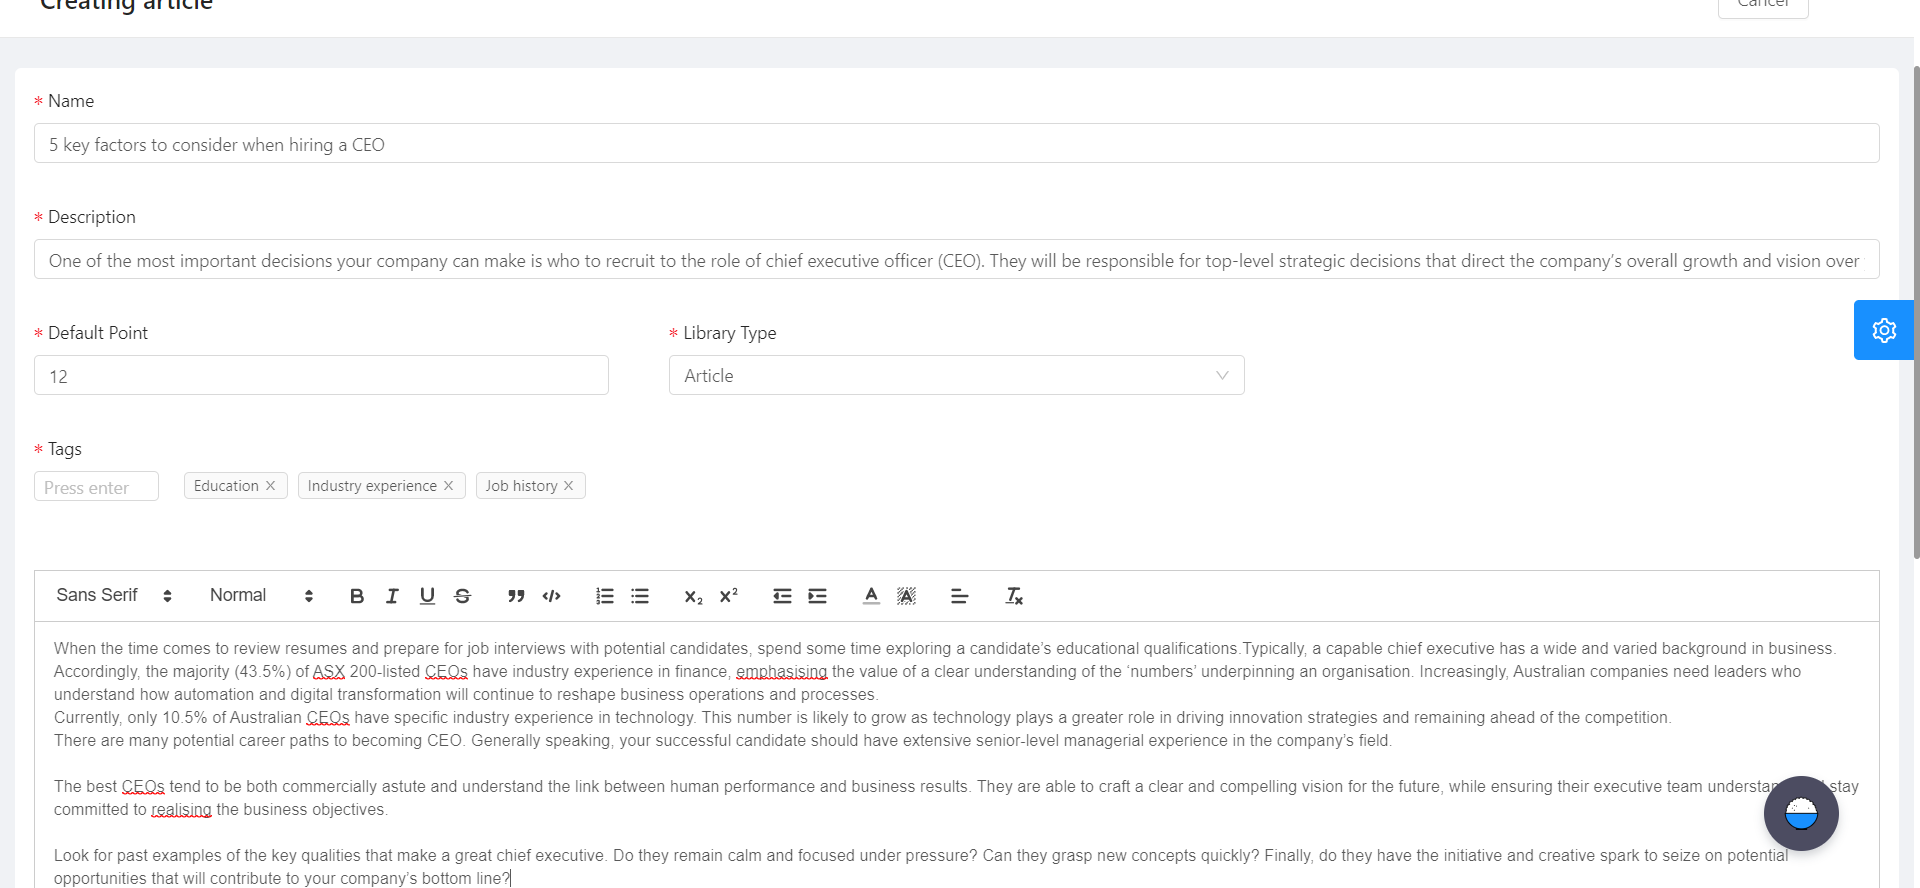 Creating article
Cancel
* Name
5 key factors to consider when hiring a CEO
* Description
One of the most important decisions your company can make is who to recruit to the role of chief executive officer (CEO). They will be responsible for top-level strategic decisions that direct the company's overall growth and vision over
* Default Point
* Library Type
12
Article
* Tags
Press enter
Education
Industry experience
Job history
Sans Serif
Normal
When the time comes to review resumes and prepare for job interviews with potential candidates, spend some time exploring a candidate’s educational qualifications.Typically, a capable chief executive has a wide and varied background in business.
Accordingly, the majority (43.5%) of ASX 200-listed CEOs have industry experience in finance, emphasising the value of a clear understanding of the ‘numbers’ underpinning an organisation. Increasingly, Australian companies need leaders who
understand how automation and digital transformation will continue to reshape business operations and processes.
Currently, only 10.5% of Australian CEOs have specific industry experience in technology. This number is likely to grow as technology plays a greater role in driving innovation strategies and remaining ahead of the competition.
There are many potential career paths to becoming CEO. Generally speaking, your successful candidate should have extensive senior-level managerial experience in the company’s field.
The best CEOs tend to be both commercially astute and understand the link between human performance and business results. They are able to craft a clear and compelling vision for the future, while ensuring their executive team stay
committed to realising the business objectives.
Look for past examples of the key qualities that make a great chief executive. Do they remain calm and focused under pressure? Can they grasp new concepts quickly? Finally, do they have the initiative and creative spark to seize on potential
opportunities that will contribute to your company’s bottom line?